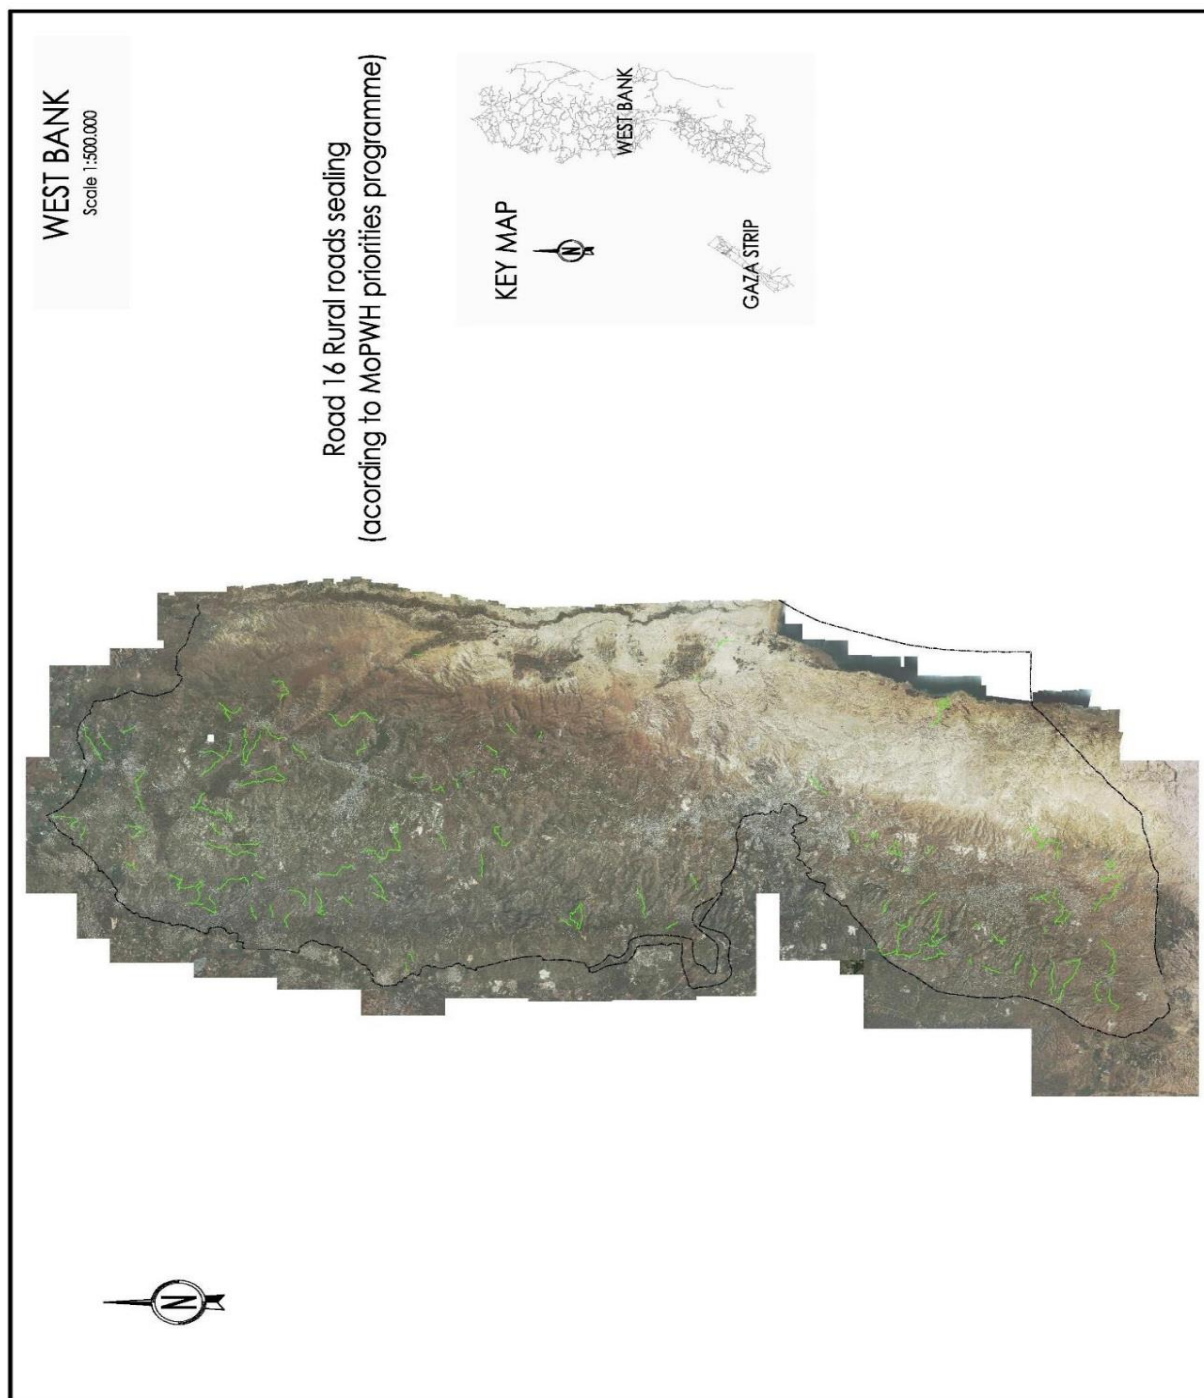 WEST BANK
Scale 1:500.000
Road 16 Rural roads sealing
(acording to MoPWH priorities programme)
KEY MAP
N
WEST BANK
GAZA STRIP
N